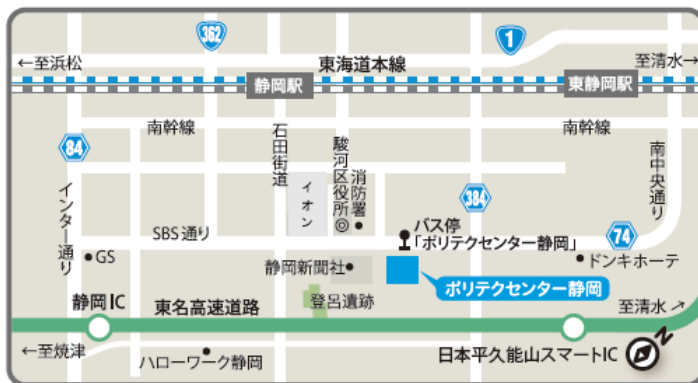 362
1
←至浜松
東海道本線
至清水→
静岡駅
東静岡駅
南幹線
南幹線
84
石田街道
駿河区役所◎
消防署
南中央通り
インター通り
イオン
384
SBS通り
バス停
「ポリテクセンター静岡」
74
GS
静岡新聞社
ドンキホーテ
ポリテクセンター静岡
静岡IC
東名高速道路
登呂遺跡
至清水↗
←至焼津
ハローワーク静岡
日本平久能山スマートIC
N